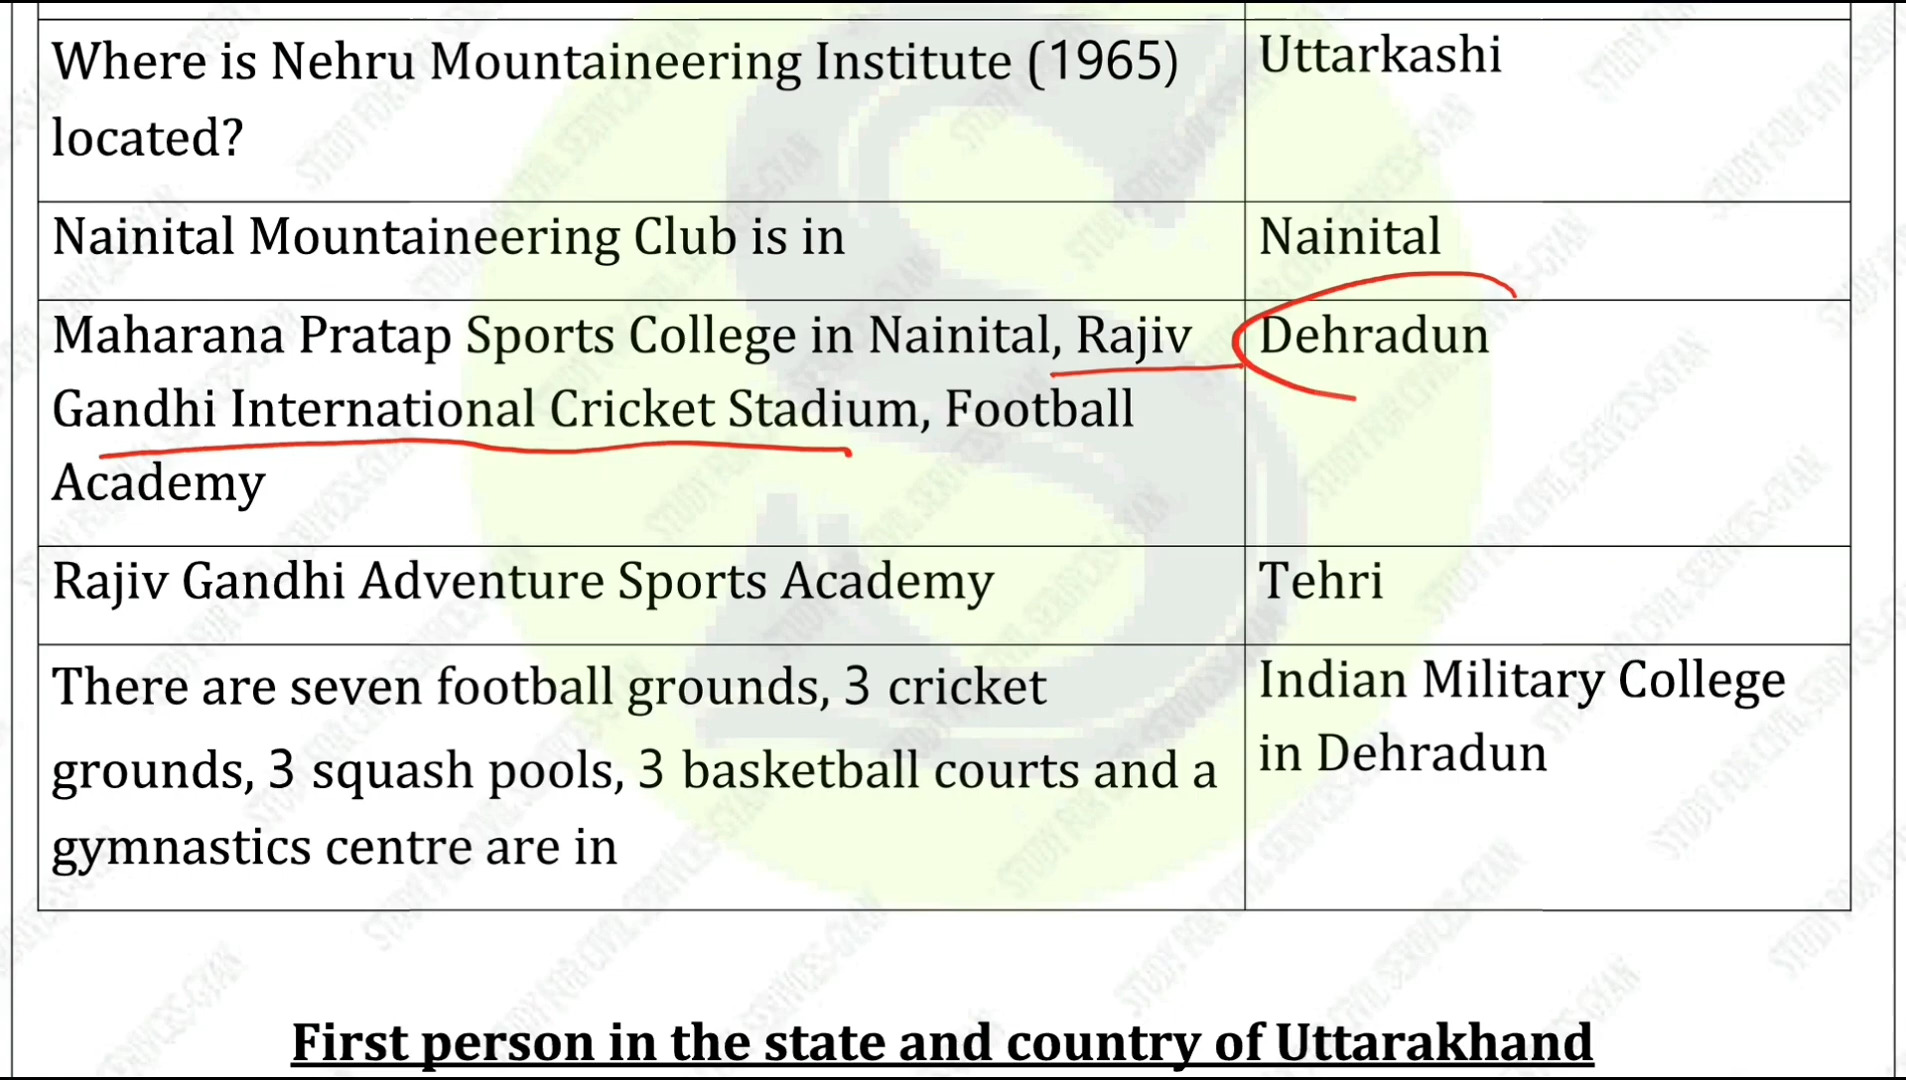 Where is Nehru Mountaineering Institute (1965)
located?
Uttarkashi
Nainital Mountaineering Club is in
Nainital
Maharana Pratap Sports College in Nainital, Rajiv
Gandhi International Cricket Stadium, Football
Academy
Dehradun
Rajiv Gandhi Adventure Sports Academy
Tehri
There are seven football grounds, 3 cricket
grounds, 3 squash pools, 3 basketball courts and a
gymnastics centre are in
Indian Military College
in Dehradun
First person in the state and country of Uttarakhand